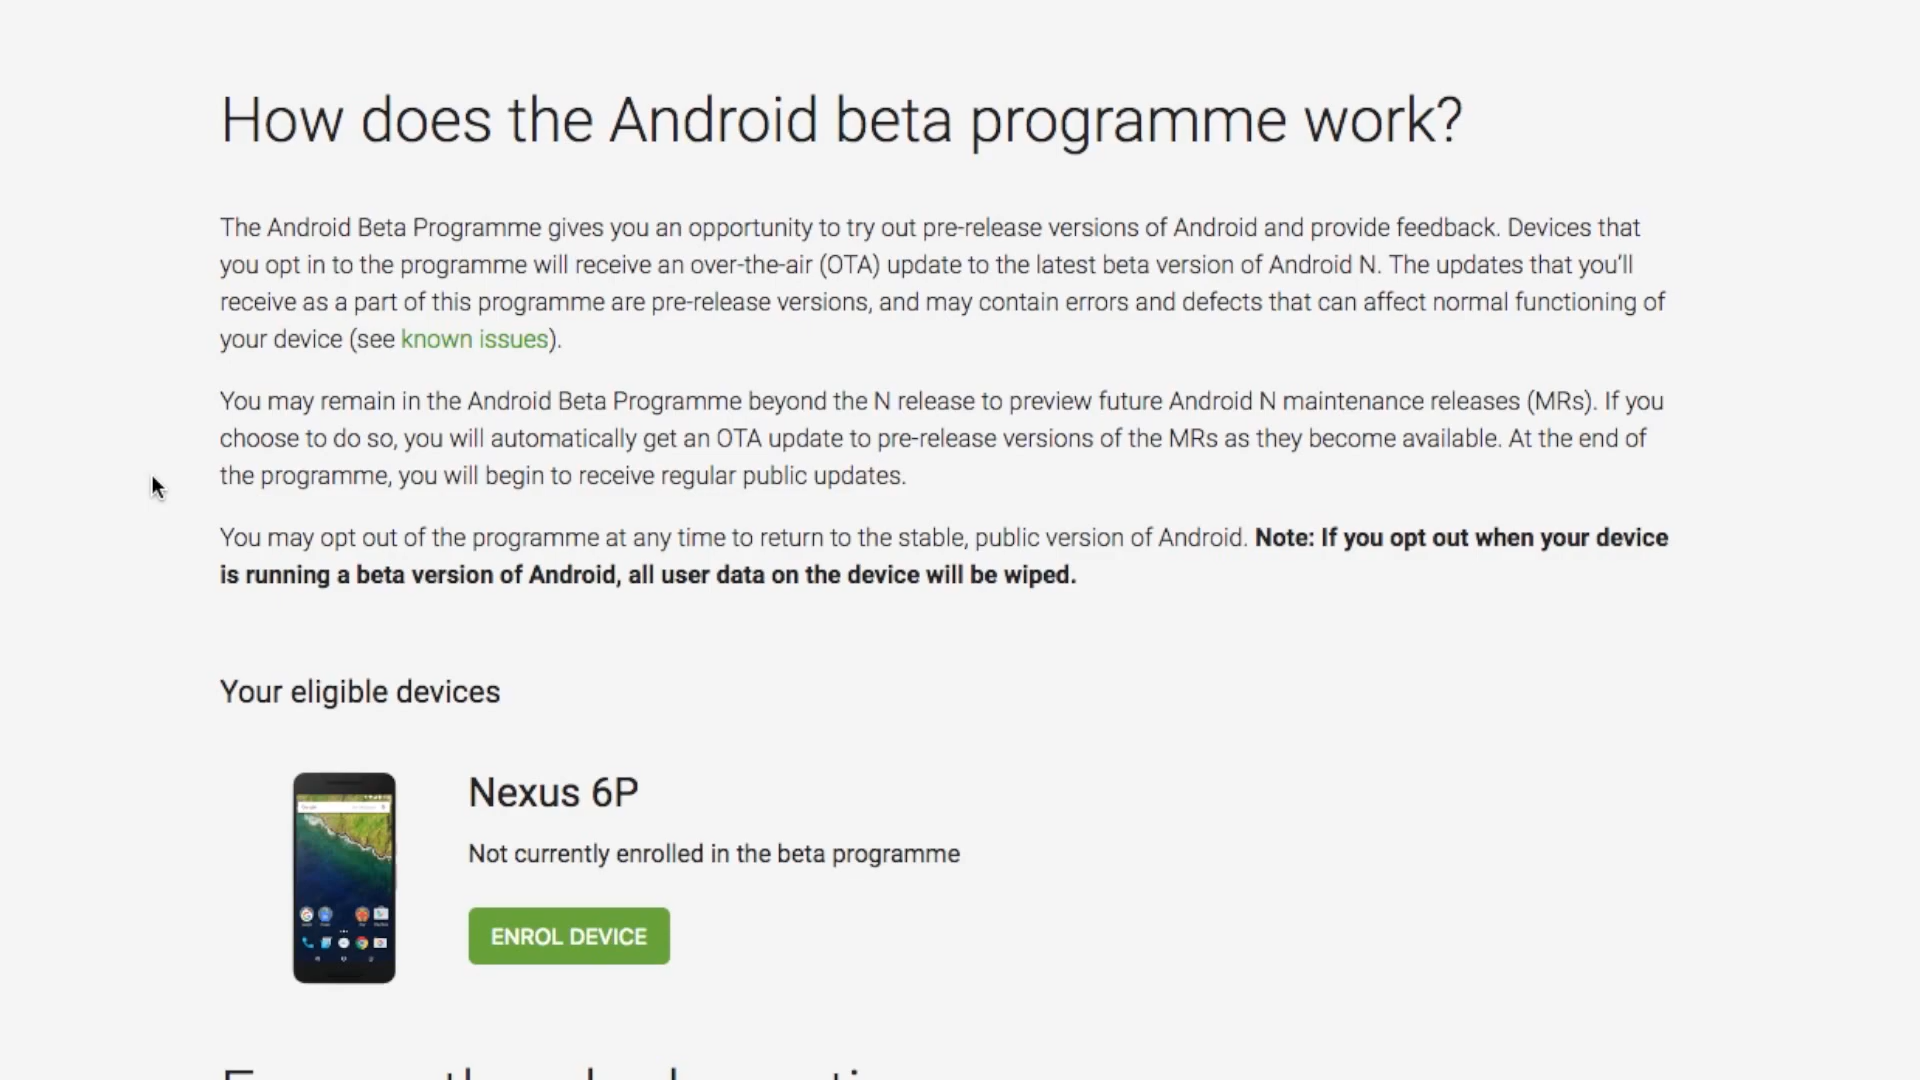 How does the Android beta programme work?
The Android Beta Programme gives you an opportunity to try out pre-release versions of Android and provide feedback. Devices that
you opt in to the programme will receive an over-the-air (OTA) update to the latest beta version of Android N. The updates that you'll
receive as a part of this programme are pre-release versions, and may contain errors and defects that can affect normal functioning of
your device (see known issues).
You may remain in the Android Beta Programme beyond the N release to preview future Android N maintenance releases (MRs). If you
choose to do so, you will automatically get an OTA update to pre-release versions of the MRs as they become available. At the end of
the programme, you will begin to receive regular public updates.
You may opt out of the programme at any time to return to the stable, public version of Android. Note: If you opt out when your device
is running a beta version of Android, all user data on the device will be wiped.
Your eligible devices
Nexus 6P
Not currently enrolled in the beta programme
ENROL DEVICE